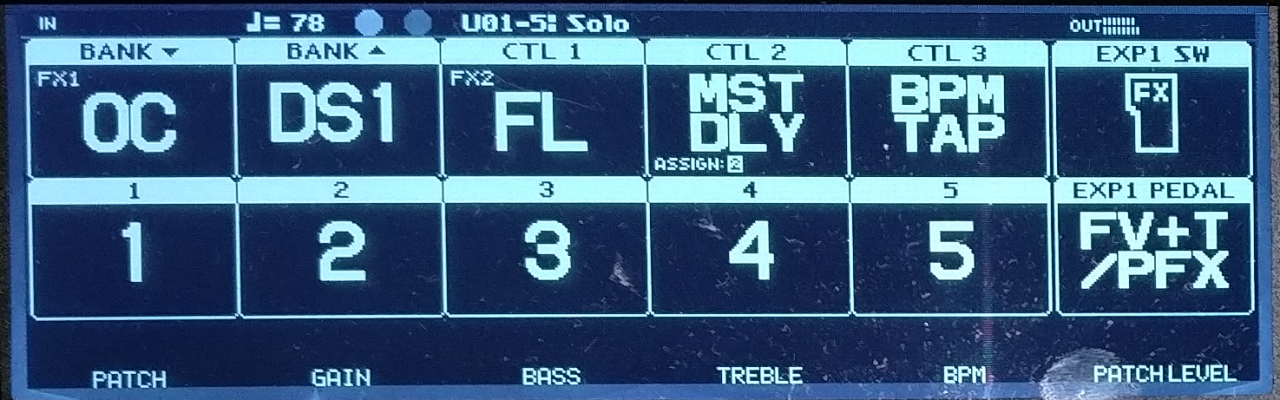 IN ♩= 78 U01-5: Solo OUT
BANK ▼ BANK ▲ CTL 1 CTL 2 CTL 3 EXP1 SW
FX1 OC
DS1
FX2 FL
MST
DLY
ASSIGN: 2
BPM
TAP
FX
1 2 3 4 5 EXP1 PEDAL
1 2 3 4 5
FV+T
/PFX
PATCH GAIN BASS TREBLE BPM PATCH LEVEL